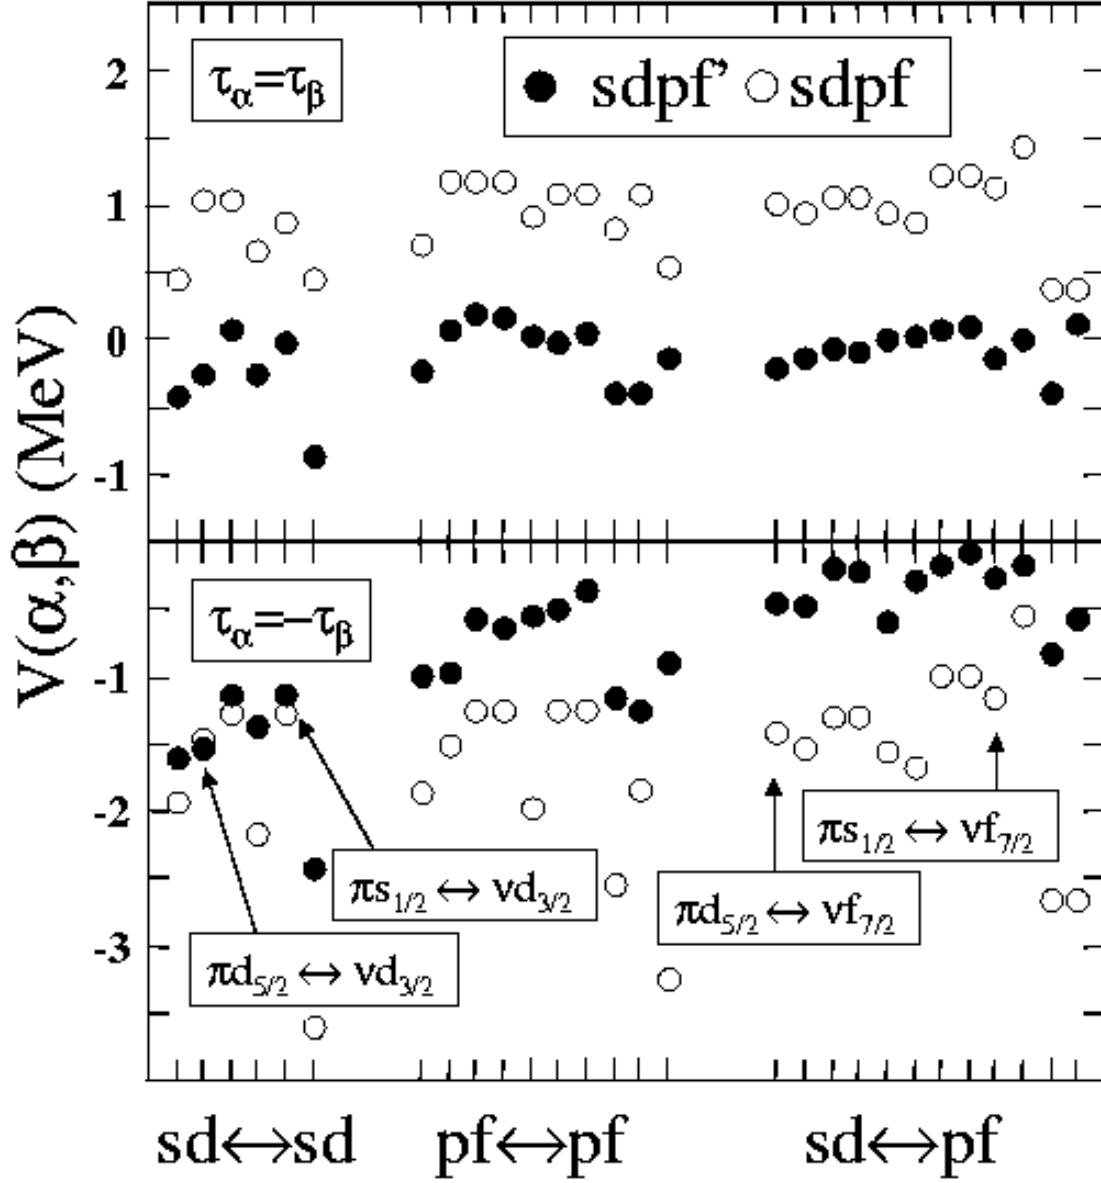 V(α,β) (MeV)
2
1
0
-1
τα=τβ
● sdpf’ ○ sdpf
-1
-2
-3
τα=−τβ
πs1/2 ↔ νf7/2
πs1/2 ↔ νd3/2
πd5/2 ↔ νf7/2
πd5/2 ↔ νd3/2
sd↔sd pf↔pf sd↔pf